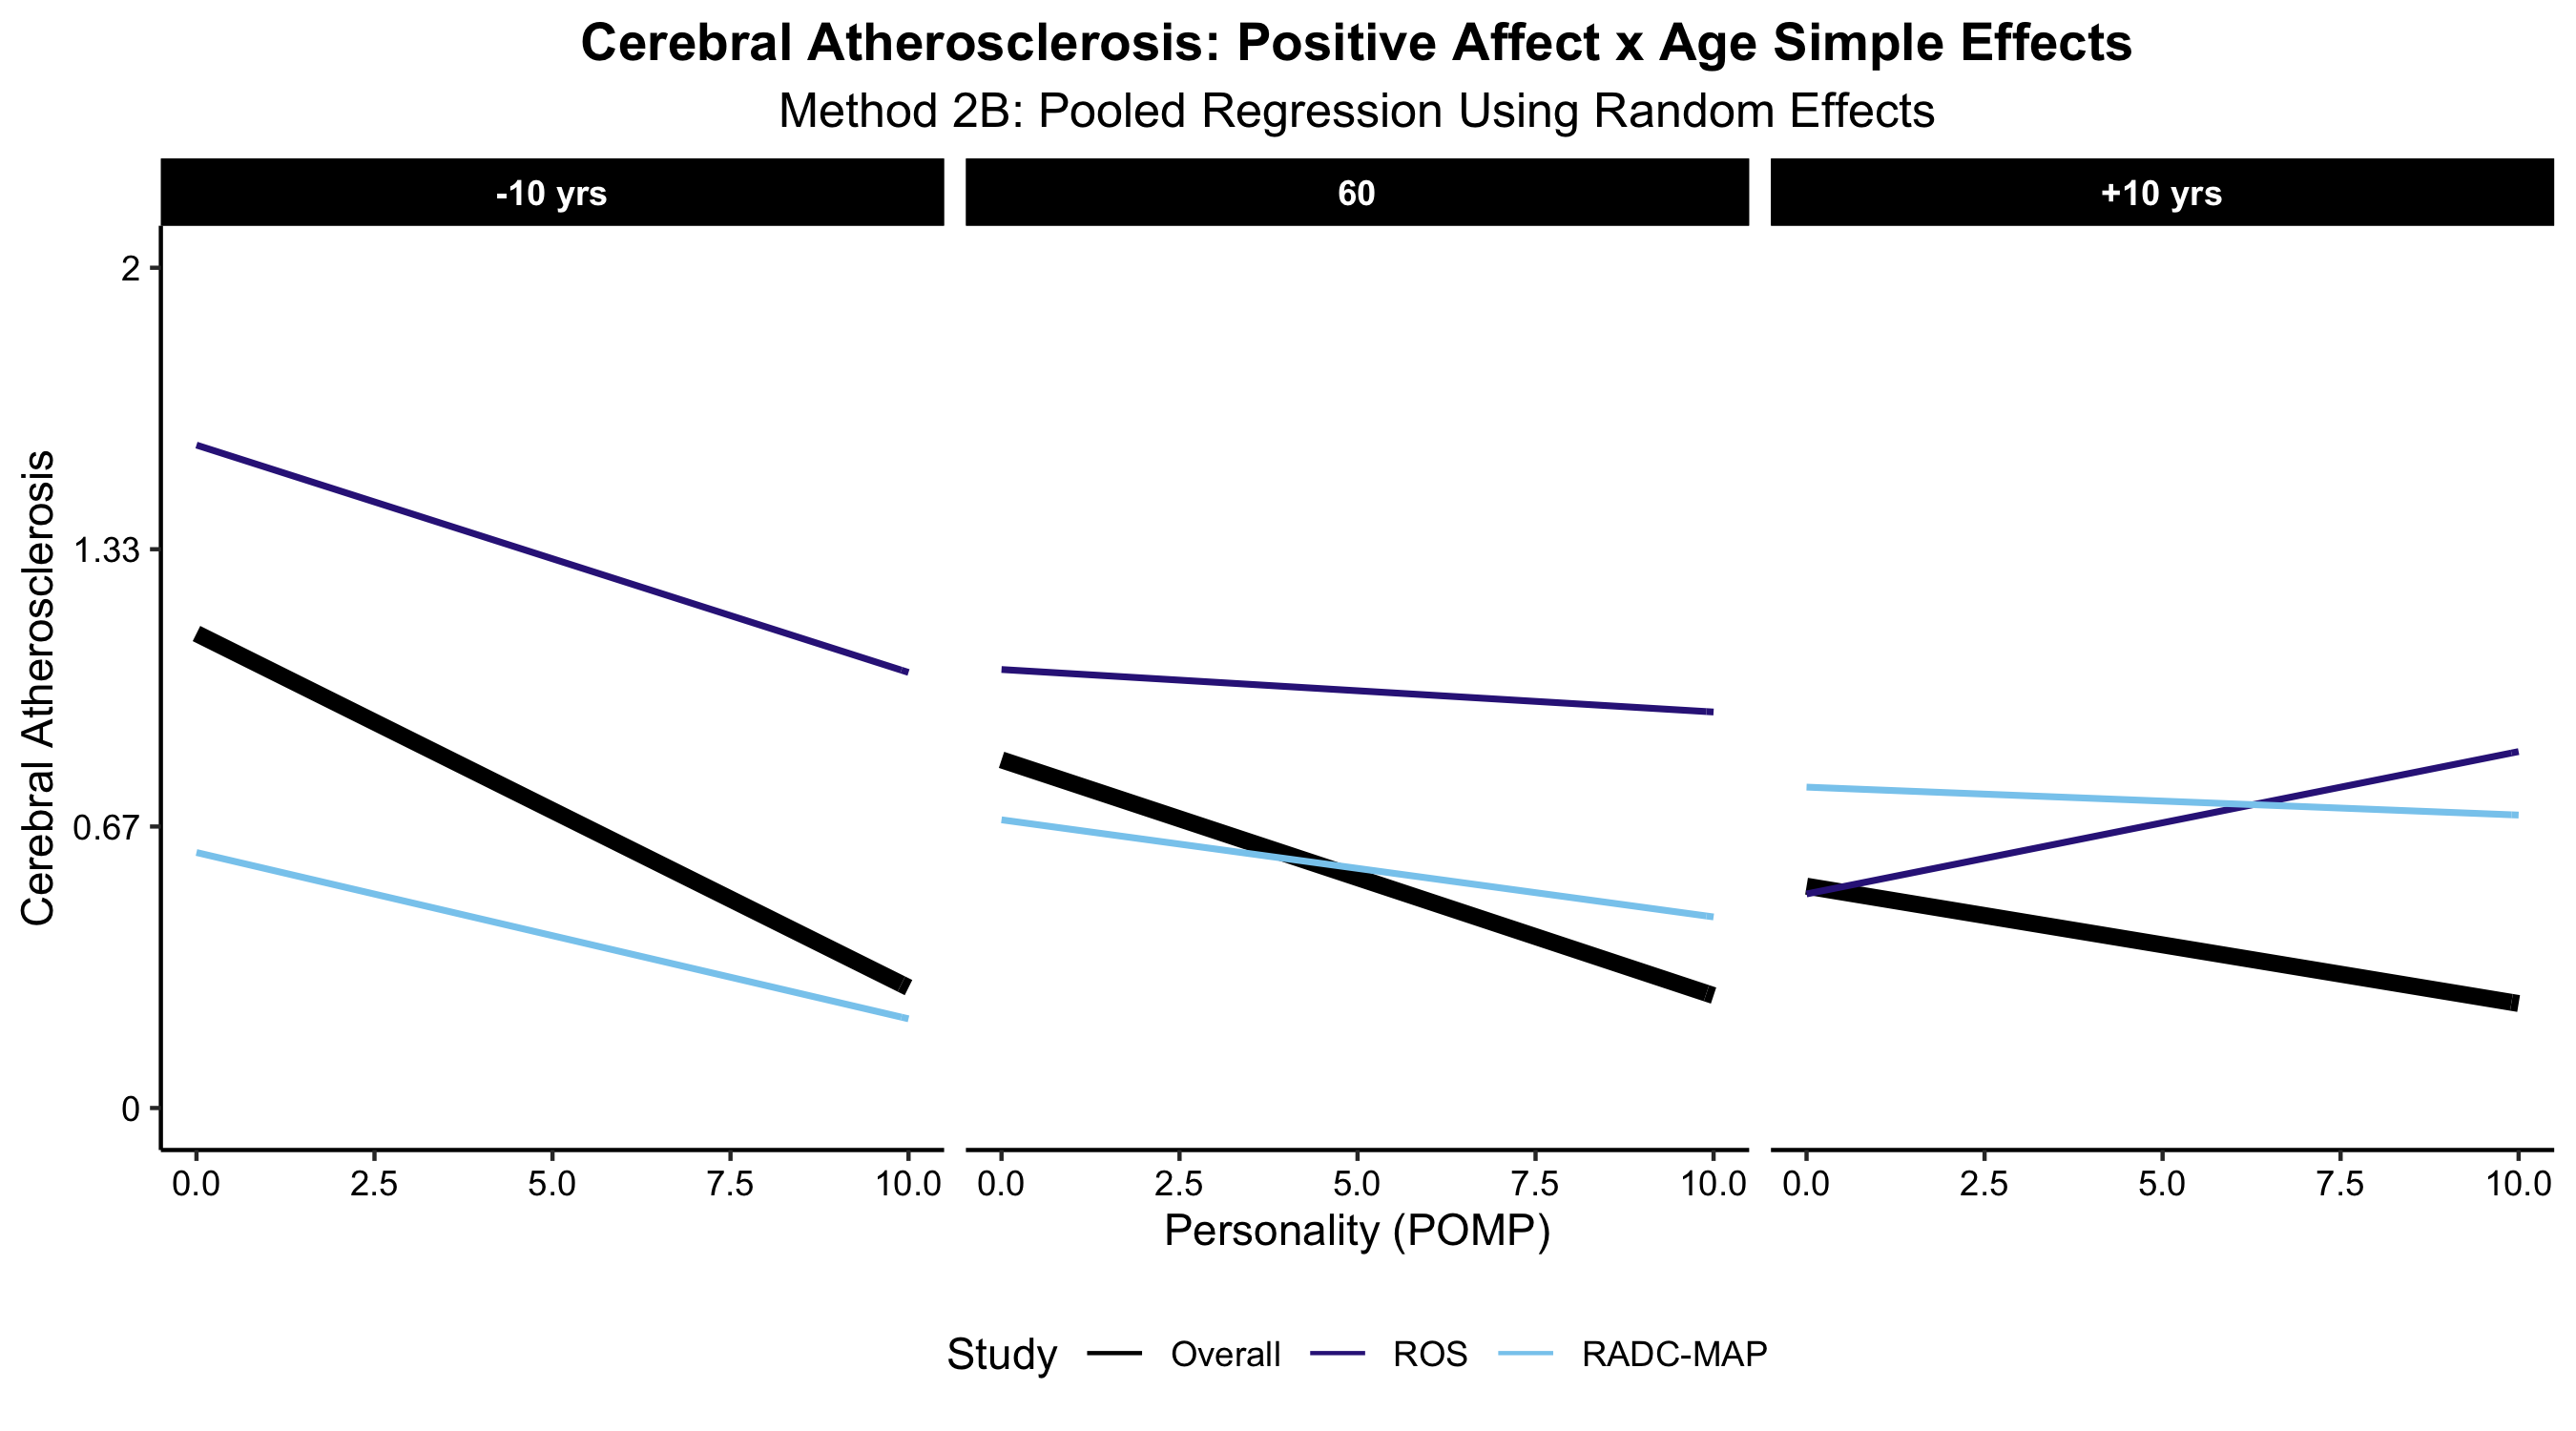 Cerebral Atherosclerosis: Positive Affect x Age Simple Effects
Method 2B: Pooled Regression Using Random Effects
-10 yrs
60
+10 yrs
Cerebral Atherosclerosis
2
1.33
0.67
0
0.0 2.5 5.0 7.5 10.0 0.0 2.5 5.0 7.5 10.0 0.0 2.5 5.0 7.5 10.0
Personality (POMP)
Study Overall ROS RADC-MAP